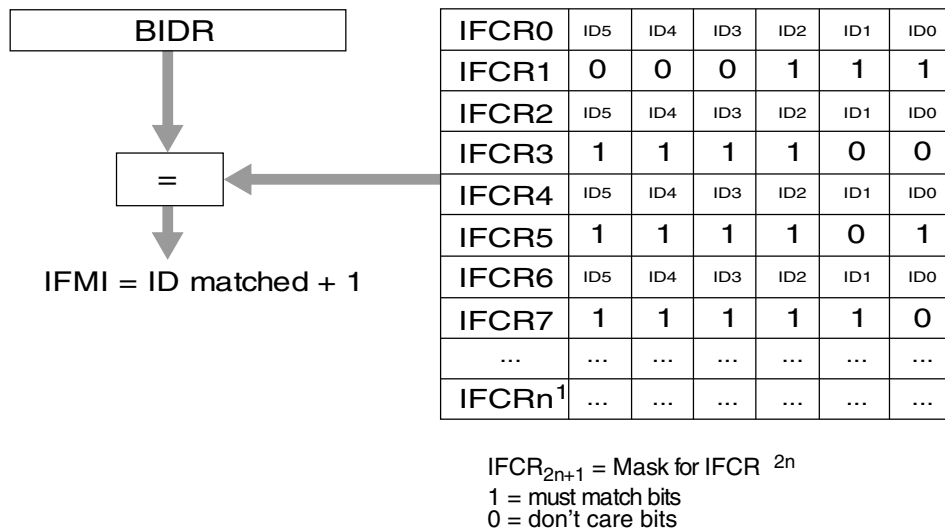 BIDR
=
IFMI = ID matched + 1
IFCR0 ID5 ID4 ID3 ID2 ID1 ID0
IFCR1 0 0 0 1 1 1
IFCR2 ID5 ID4 ID3 ID2 ID1 ID0
IFCR3 1 1 1 1 0 0
IFCR4 ID5 ID4 ID3 ID2 ID1 ID0
IFCR5 1 1 1 1 0 1
IFCR6 ID5 ID4 ID3 ID2 ID1 ID0
IFCR7 1 1 1 1 1 0
... ... ... ... ... ... ...
IFCRn¹ ... ... ... ... ... ...
IFCR₂ₙ₊₁ = Mask for IFCR ²ⁿ
1 = must match bits
0 = don't care bits